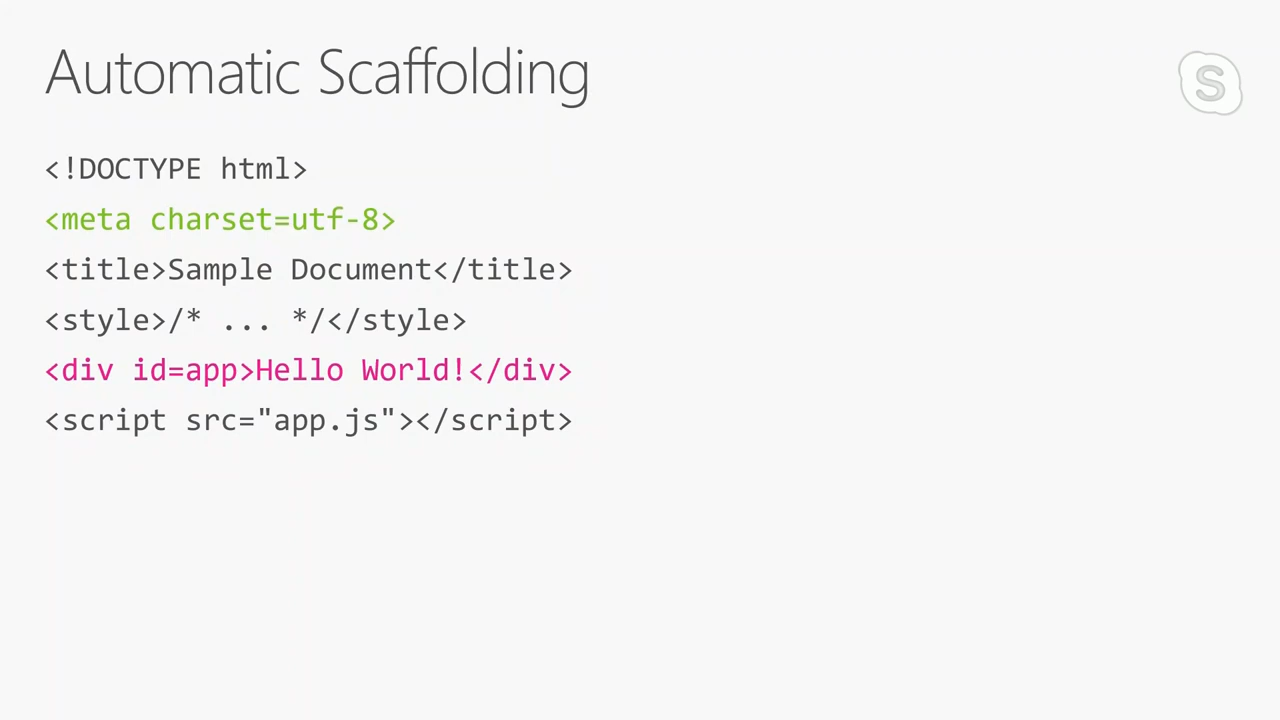 Automatic Scaffolding
S
<!DOCTYPE html>
<meta charset=utf-8>
<title>Sample Document</title>
<style>/* ... */</style>
<div id=app>Hello World!</div>
<script src="app.js"></script>